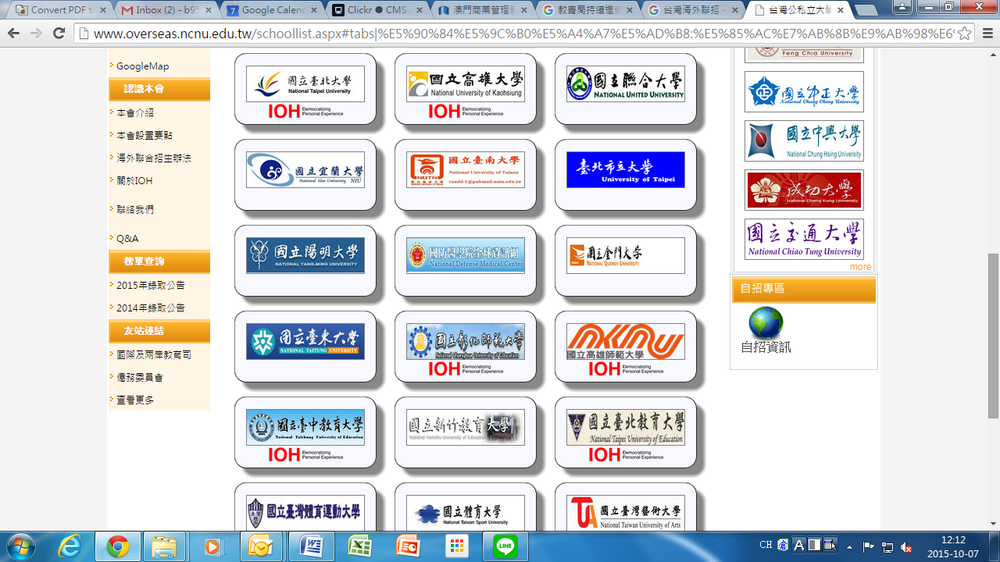 Convert PDF to
Inbox (2) - b95
Google Calend
Clickr ● CMS A
澳門商業管理
教青局持續進修
台灣海外聯招 -
台灣公私立大學
www.overseas.ncnu.edu.tw/schoollist.aspx#tabs|%E5%90%84%E5%9C%B0%E5%A4%A7%E5%AD%B8:%E5%85%AC%E7%AB%8B%E9%AB%98%E6%
GoogleMap
認識本會
本會介紹
本會設置要點
海外聯合招生辦法
關於IOH
聯絡我們
Q&A
榜單查詢
2015年錄取公告
2014年錄取公告
友站連結
國際及兩岸教育司
僑務委員會
查看更多
國立臺北大學
National Taipei University
IOH Democratizing
Personal Experience
國立高雄大學
National University of Kaohsiung
IOH Democratizing
Personal Experience
國立聯合大學
NATIONAL UNITED UNIVERSITY
國立宜蘭大學
National Ilan University NIU
NUTN
國立臺南大學
National University of Tainan
randd-1@pubmail.nutn.edu.tw
臺北市立大學
University of Taipei
國立陽明大學
NATIONAL YANG-MING UNIVERSITY
國防醫學院全球資訊網
National Defense Medical Center
國立金門大學
NATIONAL QUEMOY UNIVERSITY
國立臺東大學
NATIONAL TAITUNG UNIVERSITY
國立彰化師範大學
National Changhua University of Education
IOH Democratizing
Personal Experience
國立高雄師範大學
IOH Democratizing
Personal Experience
國立臺中教育大學
National Taichung University of Education
IOH Democratizing
Personal Experience
國立新竹教育大學
National Hsinchu University of Education
國立臺北教育大學
National Taipei University of Education
IOH Democratizing
Personal Experience
國立臺灣體育運動大學
國立體育大學
National Taiwan Sport University
國立臺灣藝術大學
National Taiwan University of Arts
Feng Chia University
國立中正大學
National Chung Cheng University
國立中興大學
National Chung Hsing University
成功大學
National Cheng Kung University
國立交通大學
National Chiao Tung University
more
自招專區
自招資訊
LINE
CH
A
12:12
2015-10-07